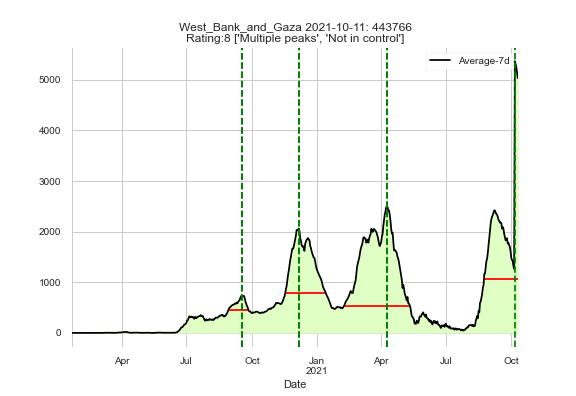 West_Bank_and_Gaza 2021-10-11: 443766
Rating:8 ['Multiple peaks', 'Not in control']
Average-7d
5000
4000
3000
2000
1000
0
Apr Jul Oct Jan Apr Jul Oct
2021
Date